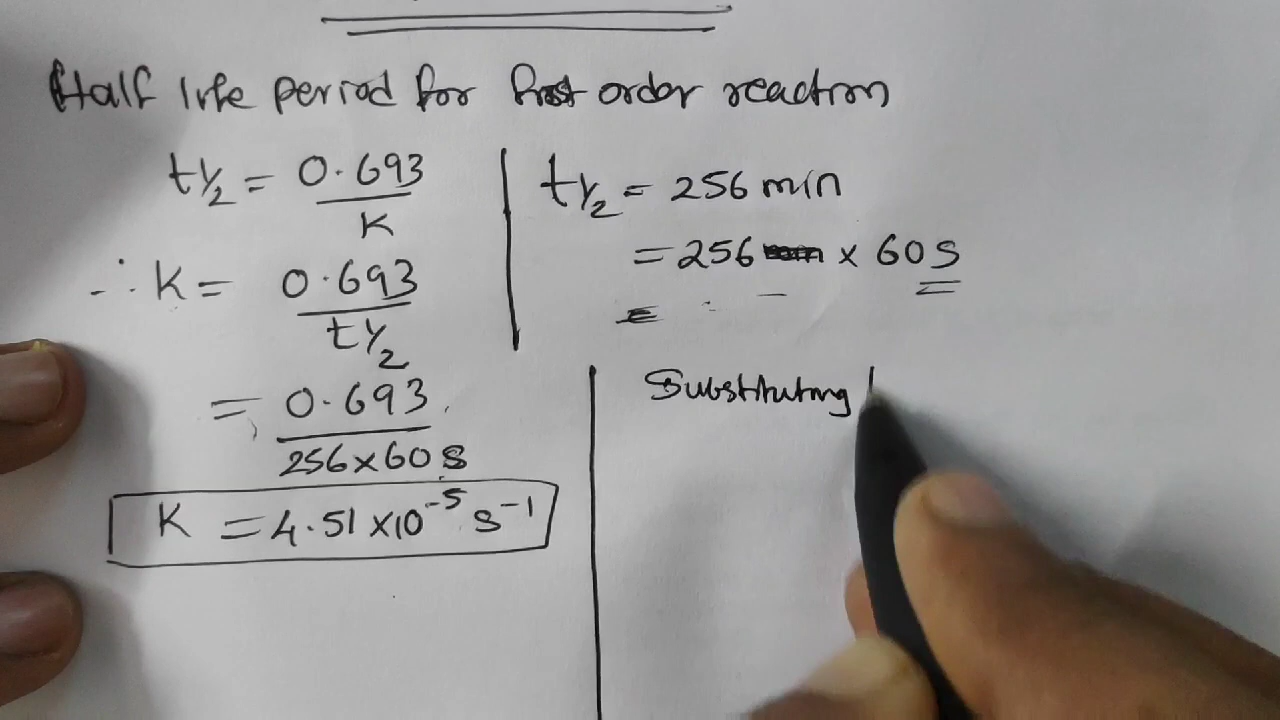 Half life period for first order reaction
t½ = 0.693 / K
∴ K = 0.693 / t½
= 0.693 / 256 × 60 s
K = 4.51 × 10⁻⁵ s⁻¹
t½ = 256 min
= 256 × 60 s
=
Substituting